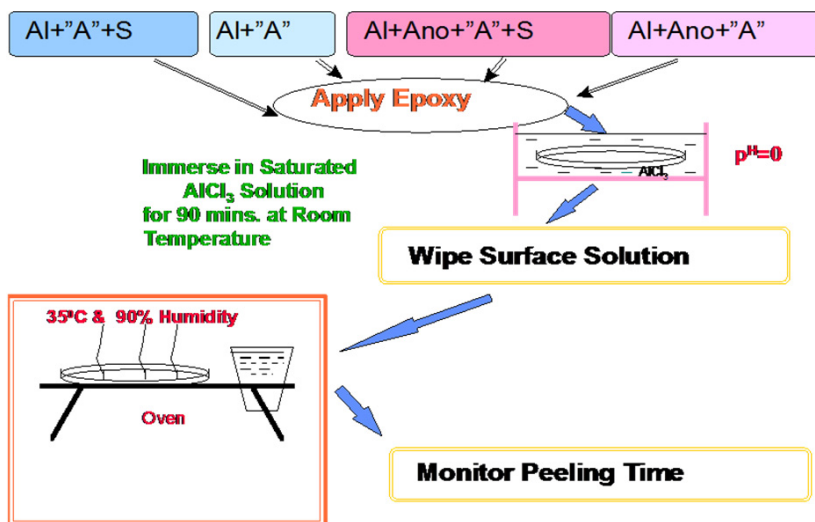 Al+”A”+S
Al+”A”
Al+Ano+”A”+S
Al+Ano+”A”
Apply Epoxy
Immerse in Saturated
AlCl₃ Solution
for 90 mins. at Room
Temperature
AlCl₃
pᴴ=0
Wipe Surface Solution
35ºC & 90% Humidity
Oven
Monitor Peeling Time